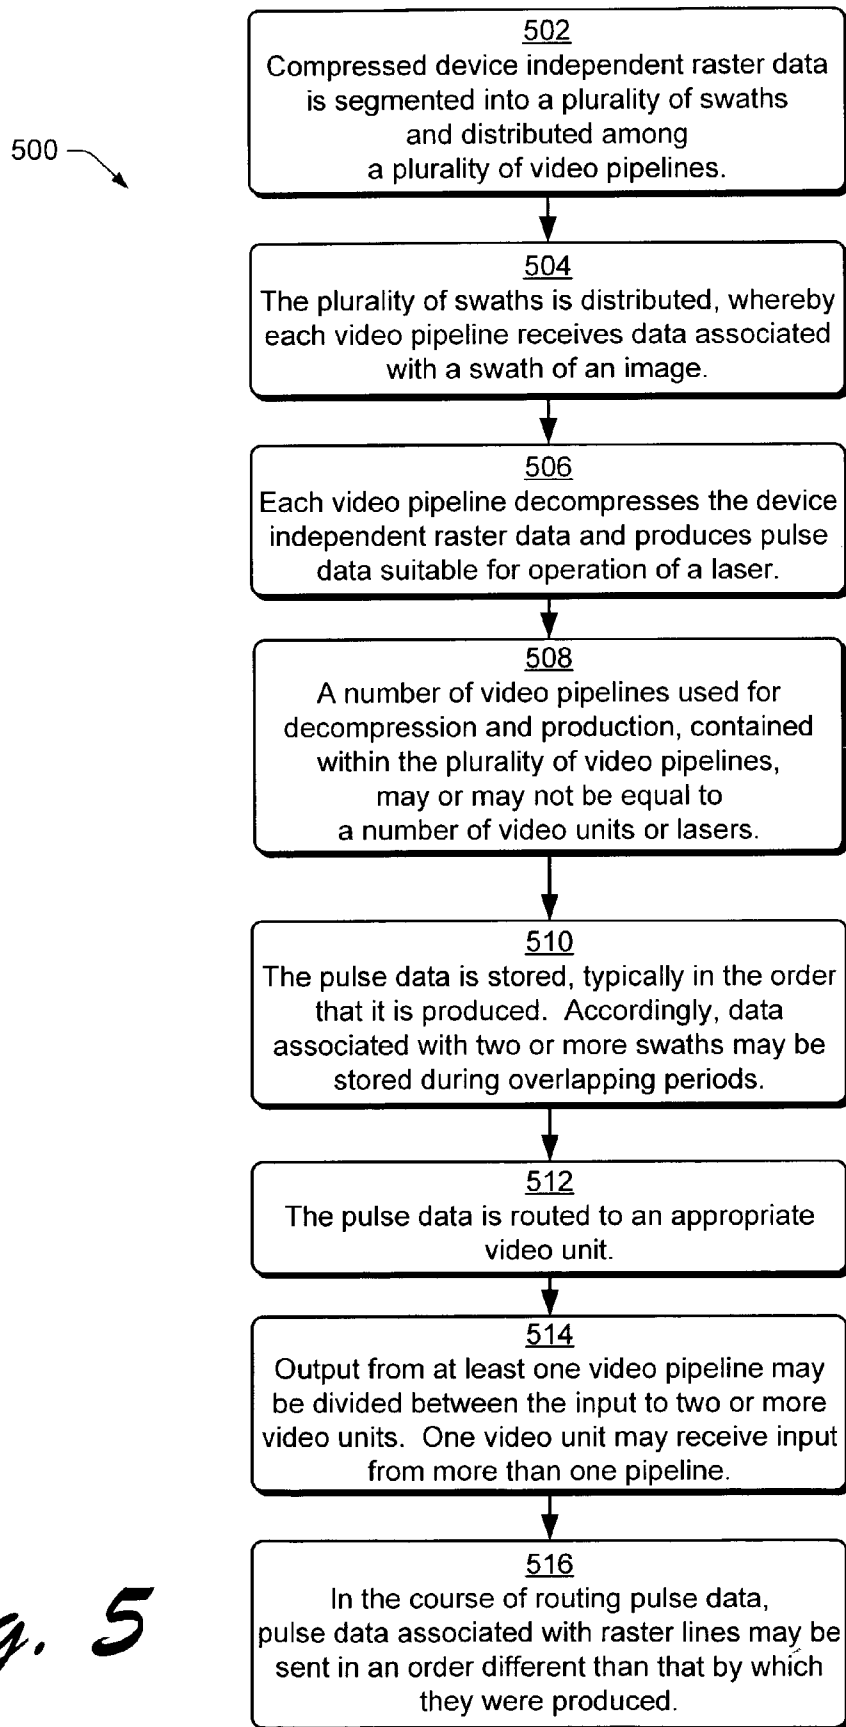 502
Compressed device independent raster data
is segmented into a plurality of swaths
and distributed among
a plurality of video pipelines.
500
504
The plurality of swaths is distributed, whereby
each video pipeline receives data associated
with a swath of an image.
506
Each video pipeline decompresses the device
independent raster data and produces pulse
data suitable for operation of a laser.
508
A number of video pipelines used for
decompression and production, contained
within the plurality of video pipelines,
may or may not be equal to
a number of video units or lasers.
510
The pulse data is stored, typically in the order
that it is produced. Accordingly, data
associated with two or more swaths may be
stored during overlapping periods.
512
The pulse data is routed to an appropriate
video unit.
514
Output from at least one video pipeline may
be divided between the input to two or more
video units. One video unit may receive input
from more than one pipeline.
516
In the course of routing pulse data,
pulse data associated with raster lines may be
sent in an order different than that by which
they were produced.
g. 5